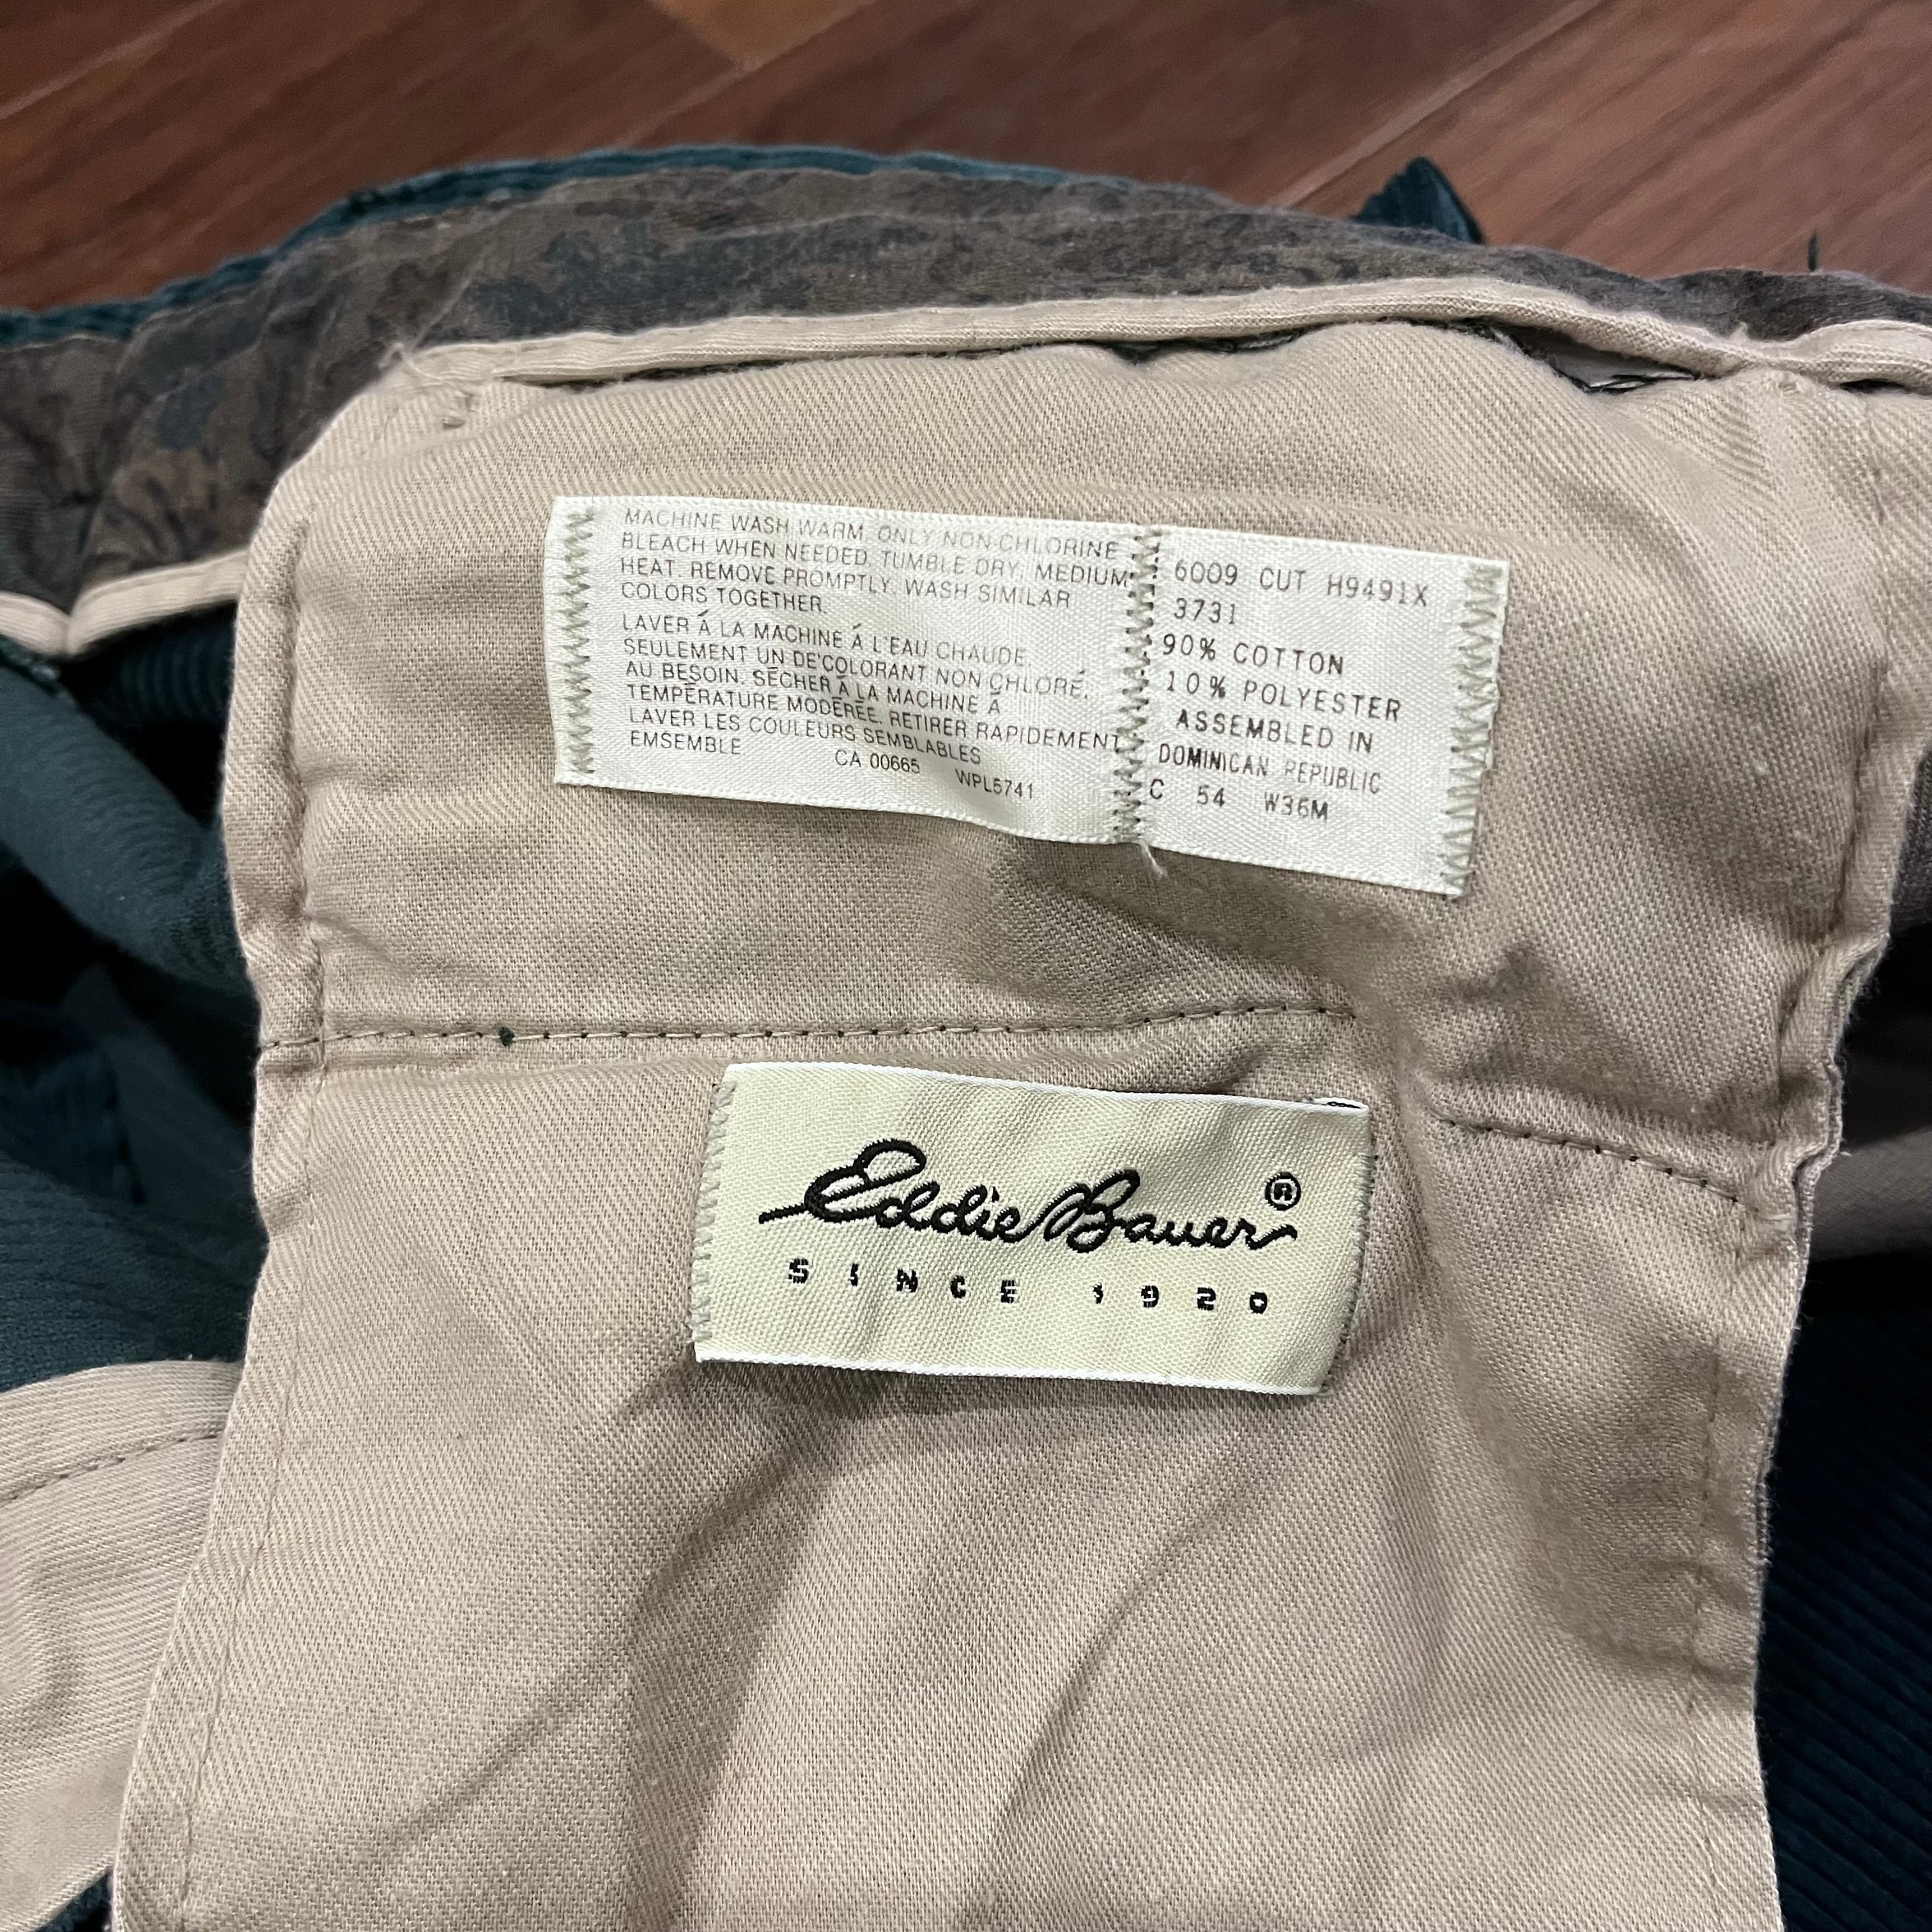 MACHINE WASH WARM. ONLY NON-CHLORINE
BLEACH WHEN NEEDED. TUMBLE DRY, MEDIUM
HEAT. REMOVE PROMPTLY. WASH SIMILAR
COLORS TOGETHER.
LAVER Á LA MACHINE Á L'EAU CHAUDE.
SEULEMENT UN DE'COLORANT NON CHLORÉ,
AU BESOIN. SÉCHER À LA MACHINE À
TEMPÉRATURE MODÉRÉE. RETIRER RAPIDEMENT
LAVER LES COULEURS SEMBLABLES
EMSEMBLE
CA 00665 WPL5741
6009 CUT H9491X
3731
90% COTTON
10% POLYESTER
ASSEMBLED IN
DOMINICAN REPUBLIC
C 54 W36M
Eddie Bauer®
SINCE 1920